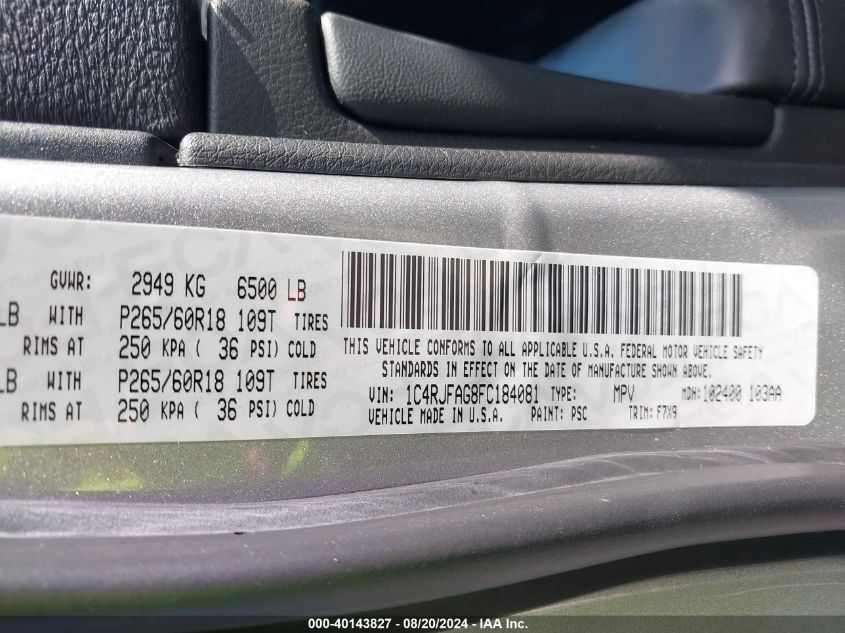 GVWR: 2949 KG 6500 LB
LB WITH P265/60R18 109T TIRES
RIMS AT 250 KPA ( 36 PSI) COLD
LB WITH P265/60R18 109T TIRES
RIMS AT 250 KPA ( 36 PSI) COLD
THIS VEHICLE CONFORMS TO ALL APPLICABLE U.S.A. FEDERAL MOTOR VEHICLE SAFETY
STANDARDS IN EFFECT ON THE DATE OF MANUFACTURE SHOWN ABOVE.
VIN: 1C4RJFAG8FC184081 TYPE: MPV MDH: 102400 103AA
VEHICLE MADE IN U.S.A. PAINT: PSC TRIM: F7X9
000-40143827 - 08/20/2024 - IAA Inc.